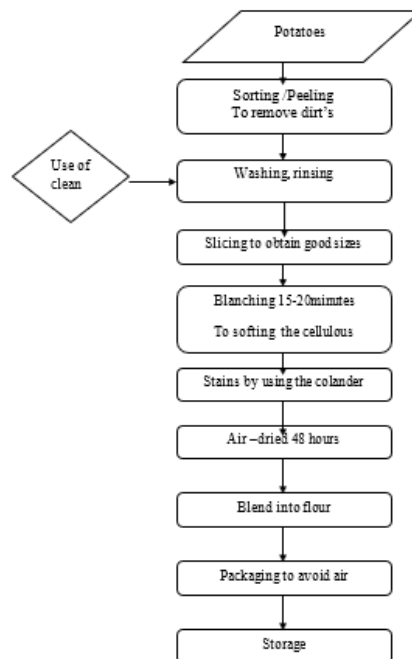 Potatoes
Sorting /Peeling
To remove dirt's
Use of
clean
Washing, rinsing
Slicing to obtain good sizes
Blanching 15-20minutes
To softing the cellulous
Stains by using the colander
Air –dried 48 hours
Blend into flour
Packaging to avoid air
Storage